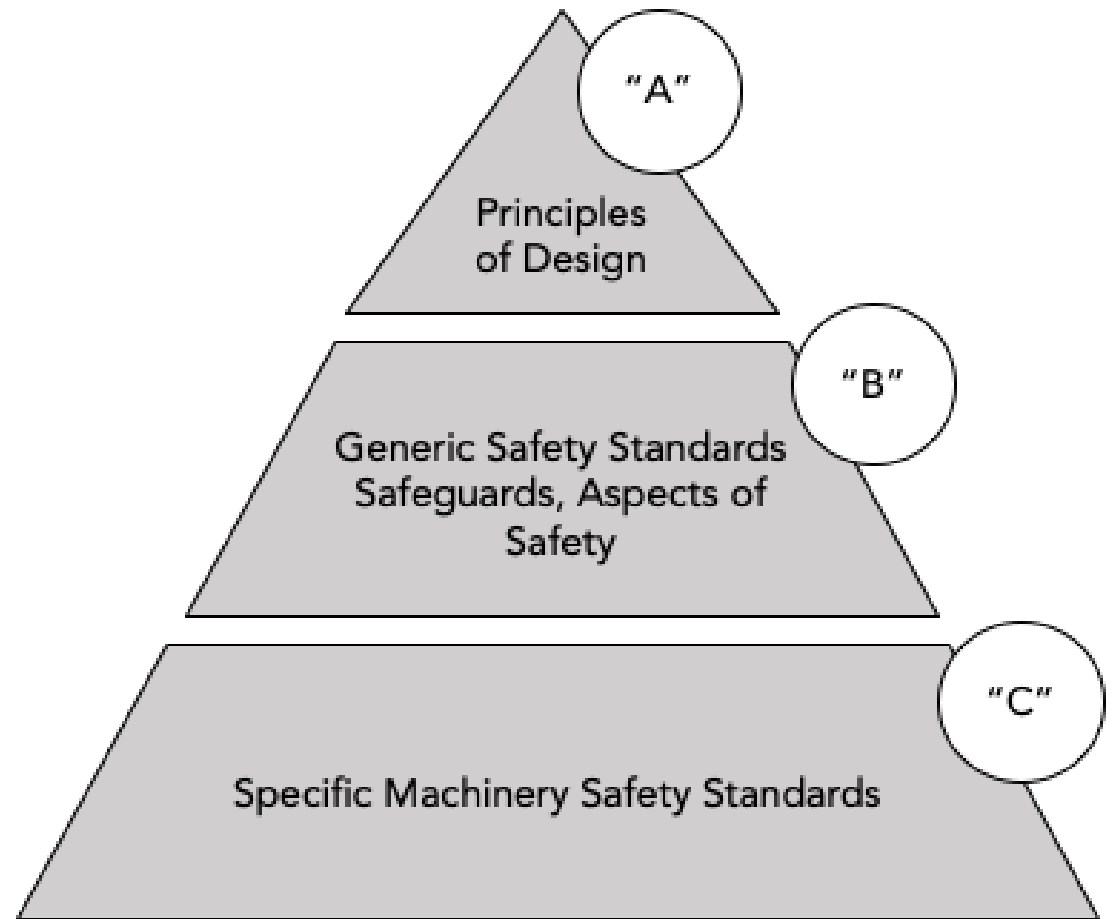 "A"
Principles
of Design
"B"
Generic Safety Standards
Safeguards, Aspects of
Safety
"C"
Specific Machinery Safety Standards